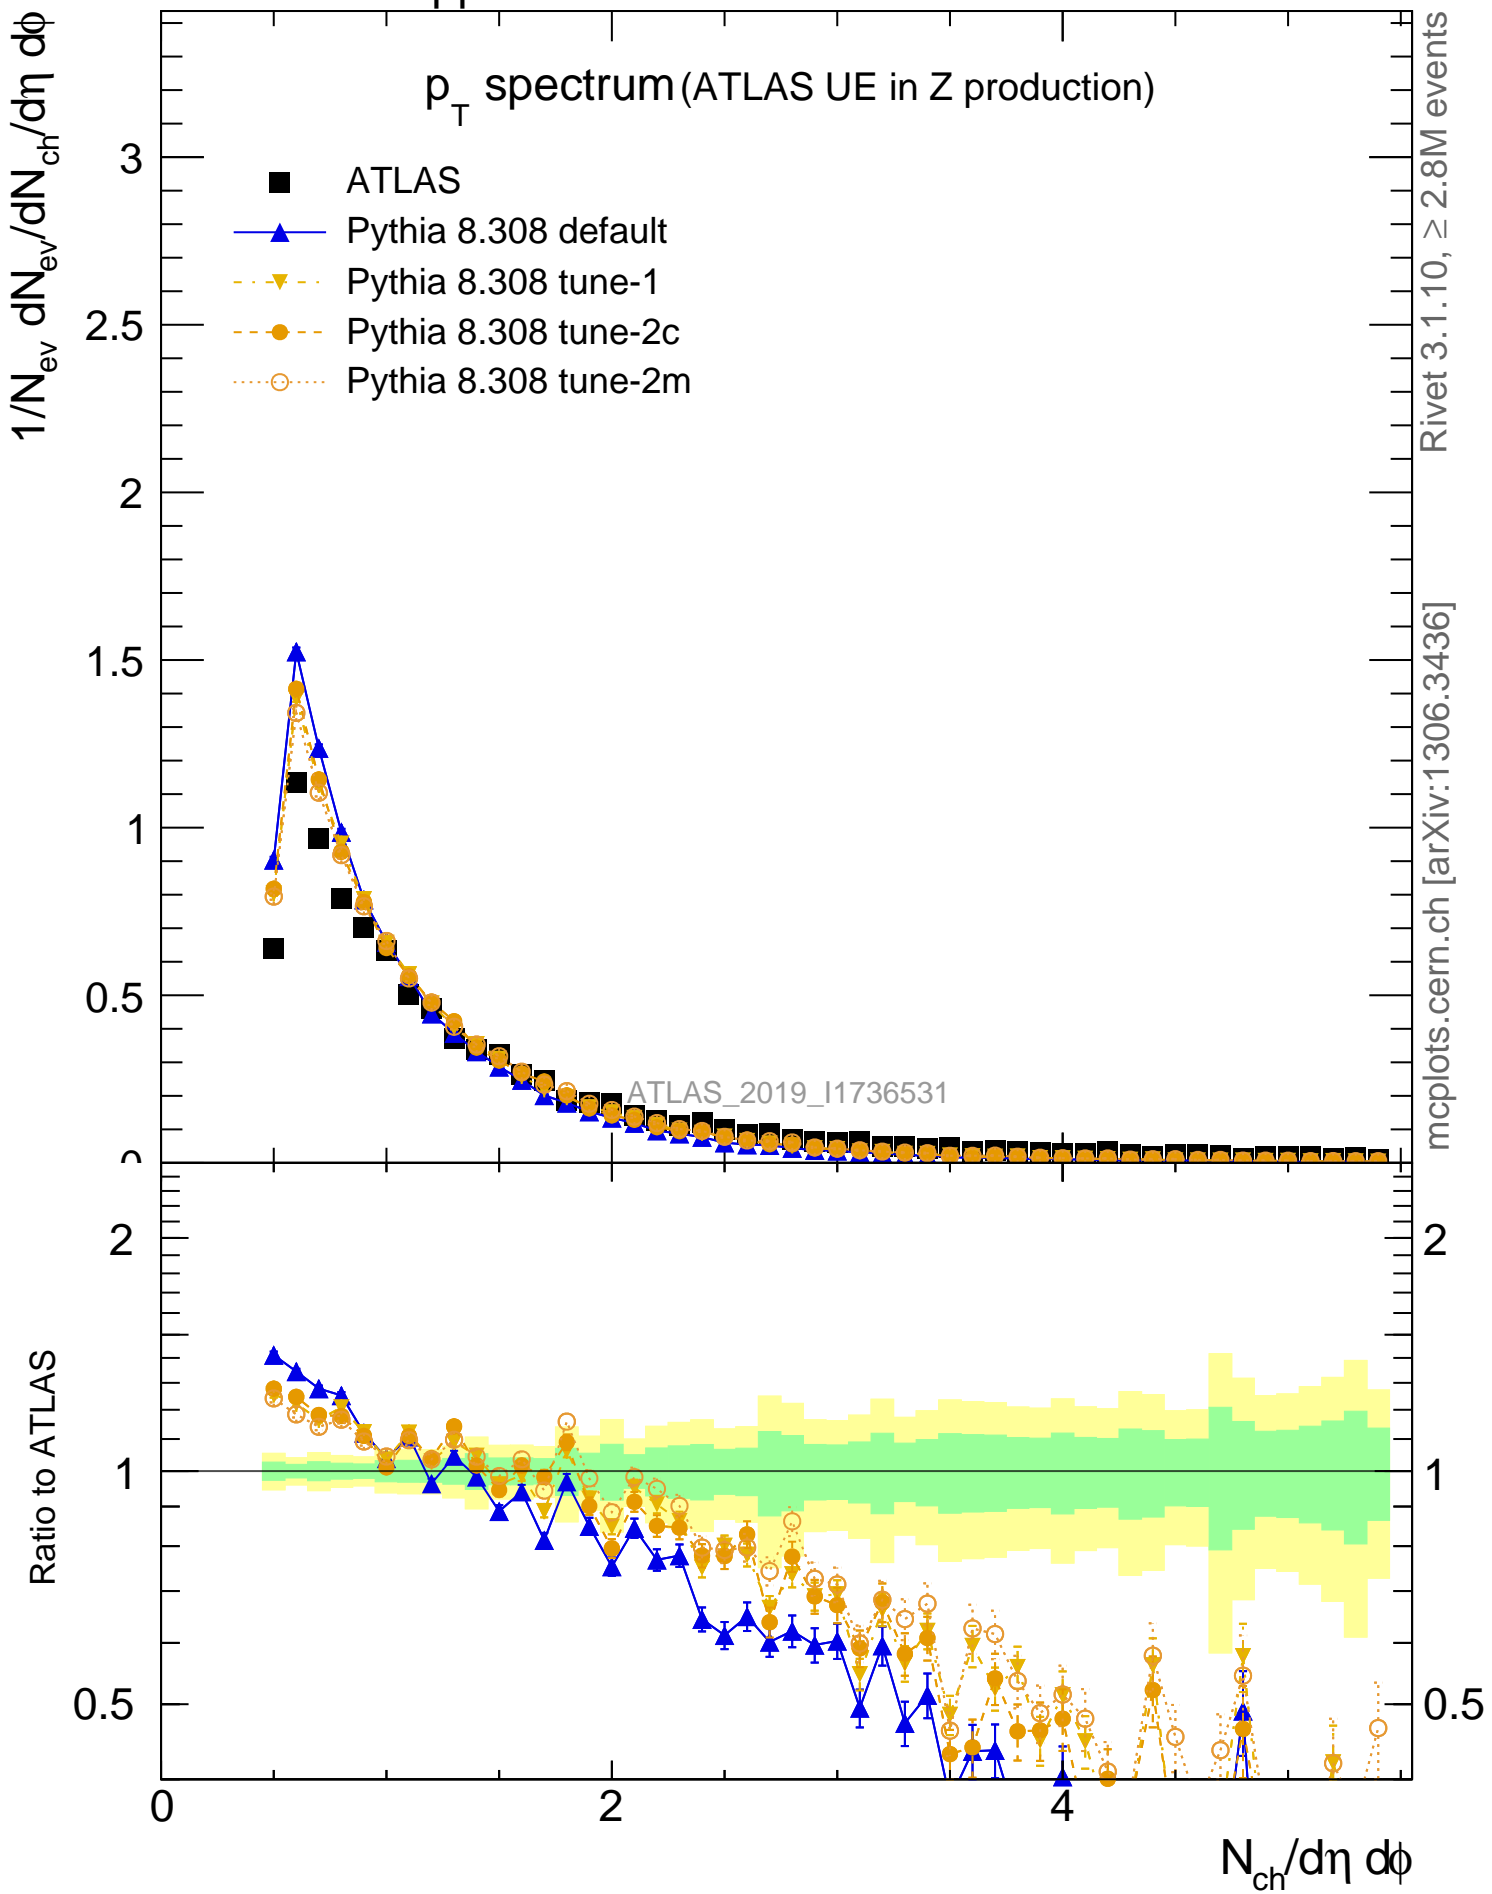 pp
p_T spectrum (ATLAS UE in Z production)
1/N_ev dN_ev/dN_ch/dη dϕ
ATLAS
Pythia 8.308 default
Pythia 8.308 tune-1
Pythia 8.308 tune-2c
Pythia 8.308 tune-2m
3
2.5
2
1.5
1
0.5
0
ATLAS_2019_I1736531
Rivet 3.1.10, ≥ 2.8M events
mcplots.cern.ch [arXiv:1306.3436]
Ratio to ATLAS
2
1
0.5
2
1
0.5
0
2
4
N_ch/dη dϕ